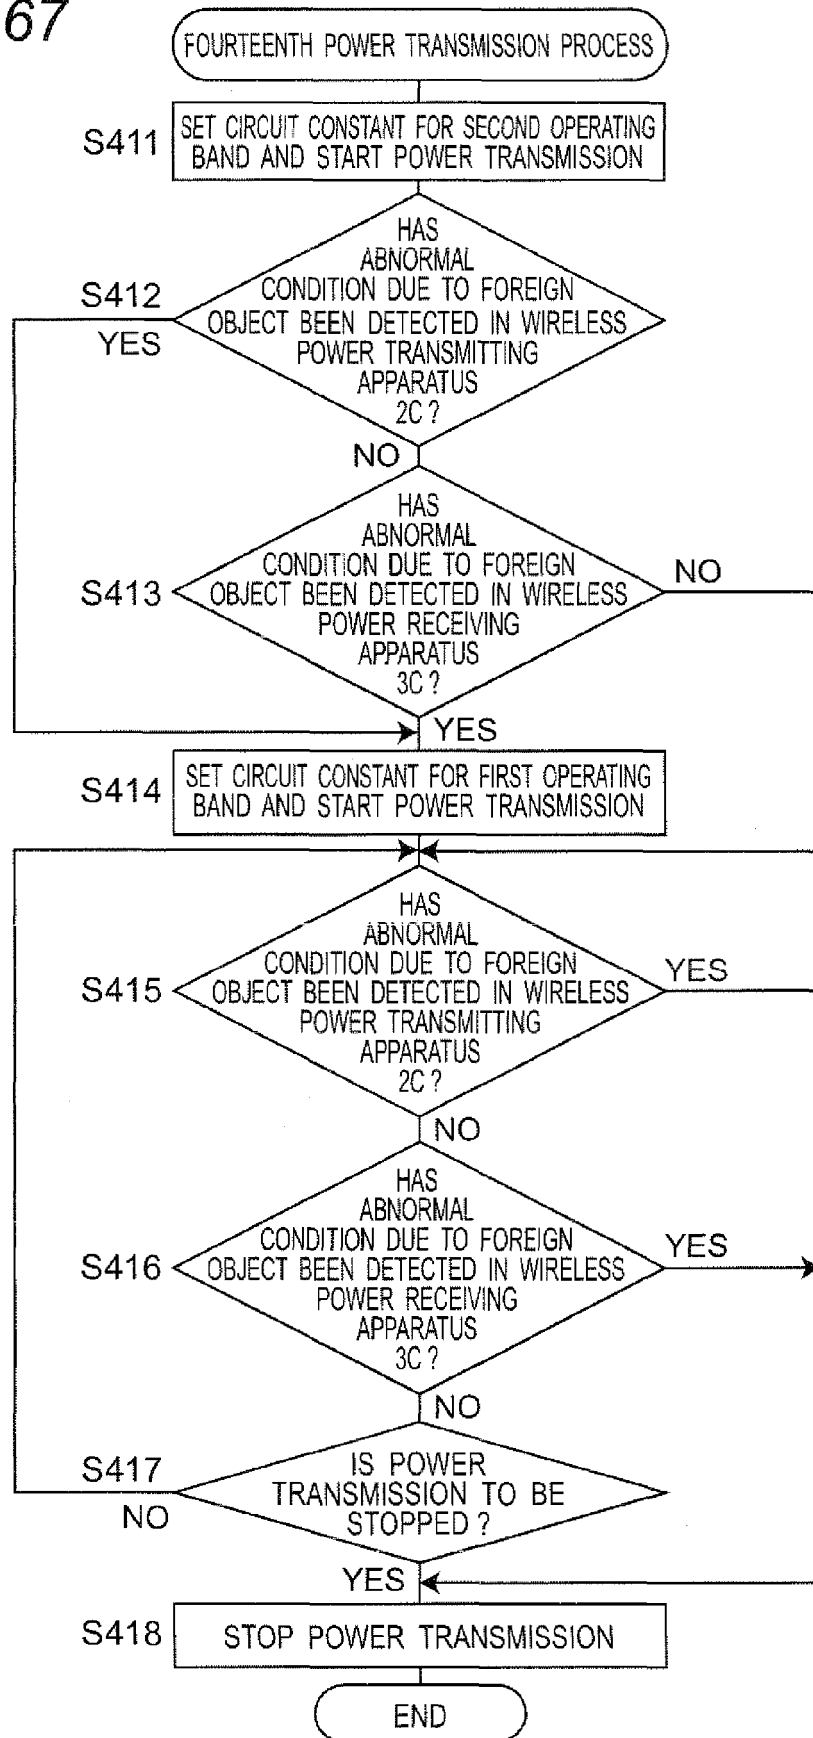 67
FOURTEENTH POWER TRANSMISSION PROCESS
S411
SET CIRCUIT CONSTANT FOR SECOND OPERATING
BAND AND START POWER TRANSMISSION
S412
HAS
ABNORMAL
CONDITION DUE TO FOREIGN
OBJECT BEEN DETECTED IN WIRELESS
POWER TRANSMITTING
APPARATUS
2C ?
YES
NO
S413
HAS
ABNORMAL
CONDITION DUE TO FOREIGN
OBJECT BEEN DETECTED IN WIRELESS
POWER RECEIVING
APPARATUS
3C ?
NO
YES
S414
SET CIRCUIT CONSTANT FOR FIRST OPERATING
BAND AND START POWER TRANSMISSION
S415
HAS
ABNORMAL
CONDITION DUE TO FOREIGN
OBJECT BEEN DETECTED IN WIRELESS
POWER TRANSMITTING
APPARATUS
2C ?
YES
NO
S416
HAS
ABNORMAL
CONDITION DUE TO FOREIGN
OBJECT BEEN DETECTED IN WIRELESS
POWER RECEIVING
APPARATUS
3C ?
YES
NO
S417
IS POWER
TRANSMISSION TO BE
STOPPED ?
NO
YES
S418
STOP POWER TRANSMISSION
END